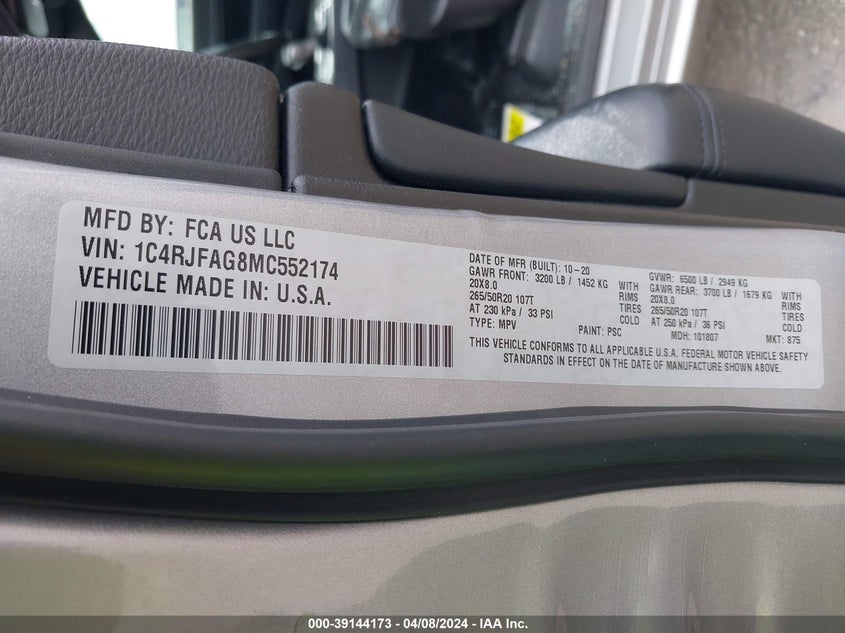 MFD BY: FCA US LLC
VIN: 1C4RJFAG8MC552174
VEHICLE MADE IN: U.S.A.
DATE OF MFR (BUILT): 10-20 GVWR: 6500 LB / 2949 KG
GAWR FRONT: 3200 LB / 1452 KG WITH GAWR REAR: 3700 LB / 1679 KG WITH
20X8.0 RIMS 20X8.0 RIMS
265/50R20 107T TIRES 265/50R20 107T TIRES
AT 230 kPa / 33 PSI COLD AT 250 kPa / 36 PSI COLD
TYPE: MPV PAINT: PSC MDH: 101807 MKT: 875
THIS VEHICLE CONFORMS TO ALL APPLICABLE U.S.A. FEDERAL MOTOR VEHICLE SAFETY
STANDARDS IN EFFECT ON THE DATE OF MANUFACTURE SHOWN ABOVE.
000-39144173 - 04/08/2024 - IAA Inc.